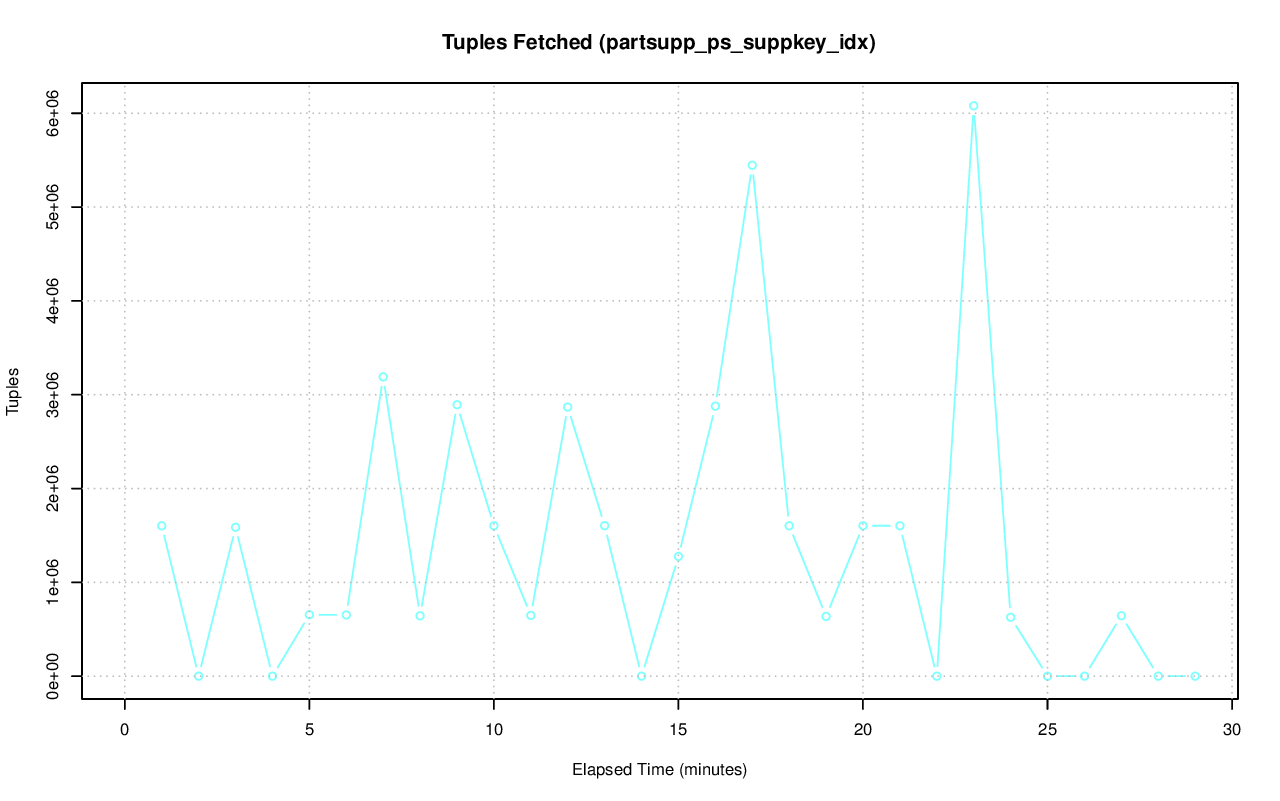 Tuples Fetched (partsupp_ps_suppkey_idx)
6e+06
5e+06
4e+06
3e+06
2e+06
1e+06
0e+00
Tuples
0 5 10 15 20 25 30
Elapsed Time (minutes)